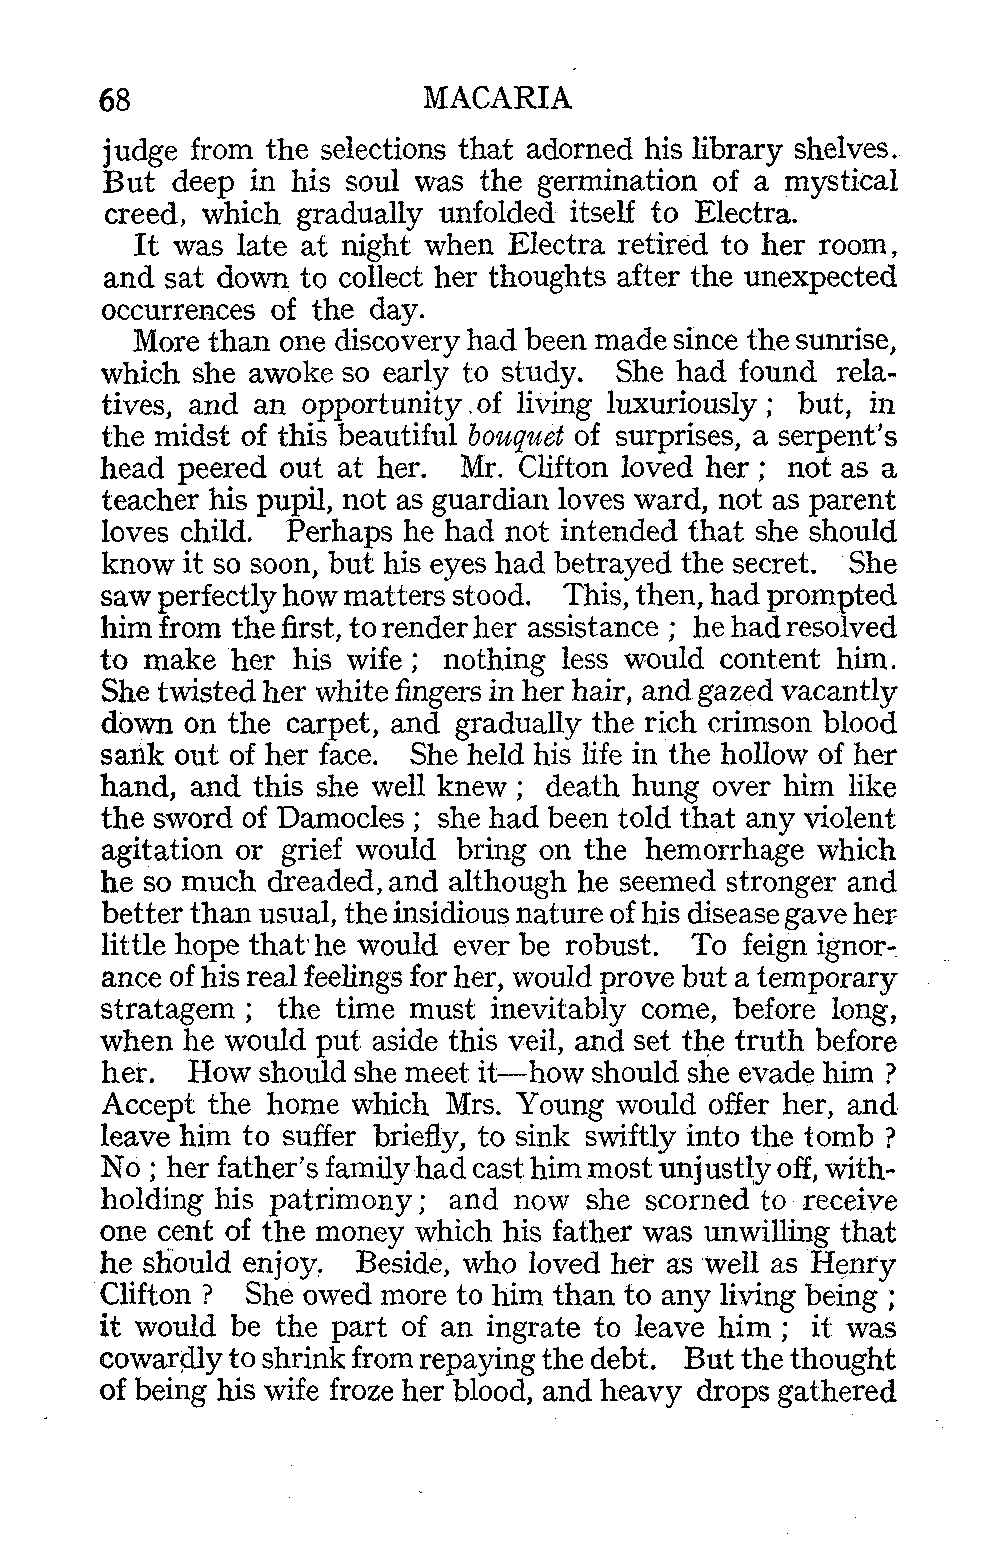 68 MACARIA
judge from the selections that adorned his library shelves.
But deep in his soul was the germination of a mystical
creed, which gradually unfolded itself to Electra.
It was late at night when Electra retired to her room,
and sat down to collect her thoughts after the unexpected
occurrences of the day.
More than one discovery had been made since the sunrise,
which she awoke so early to study. She had found rela-
tives, and an opportunity of living luxuriously ; but, in
the midst of this beautiful bouquet of surprises, a serpent's
head peered out at her. Mr. Clifton loved her ; not as a
teacher his pupil, not as guardian loves ward, not as parent
loves child. Perhaps he had not intended that she should
know it so soon, but his eyes had betrayed the secret. She
saw perfectly how matters stood. This, then, had prompted
him from the first, to render her assistance ; he had resolved
to make her his wife ; nothing less would content him.
She twisted her white fingers in her hair, and gazed vacantly
down on the carpet, and gradually the rich crimson blood
sank out of her face. She held his life in the hollow of her
hand, and this she well knew ; death hung over him like
the sword of Damocles ; she had been told that any violent
agitation or grief would bring on the hemorrhage which
he so much dreaded, and although he seemed stronger and
better than usual, the insidious nature of his disease gave her
little hope that he would ever be robust. To feign ignor-
ance of his real feelings for her, would prove but a temporary
stratagem ; the time must inevitably come, before long,
when he would put aside this veil, and set the truth before
her. How should she meet it—how should she evade him ?
Accept the home which Mrs. Young would offer her, and
leave him to suffer briefly, to sink swiftly into the tomb ?
No ; her father's family had cast him most unjustly off, with-
holding his patrimony ; and now she scorned to receive
one cent of the money which his father was unwilling that
he should enjoy. Beside, who loved her as well as Henry
Clifton ? She owed more to him than to any living being ;
it would be the part of an ingrate to leave him ; it was
cowardly to shrink from repaying the debt. But the thought
of being his wife froze her blood, and heavy drops gathered